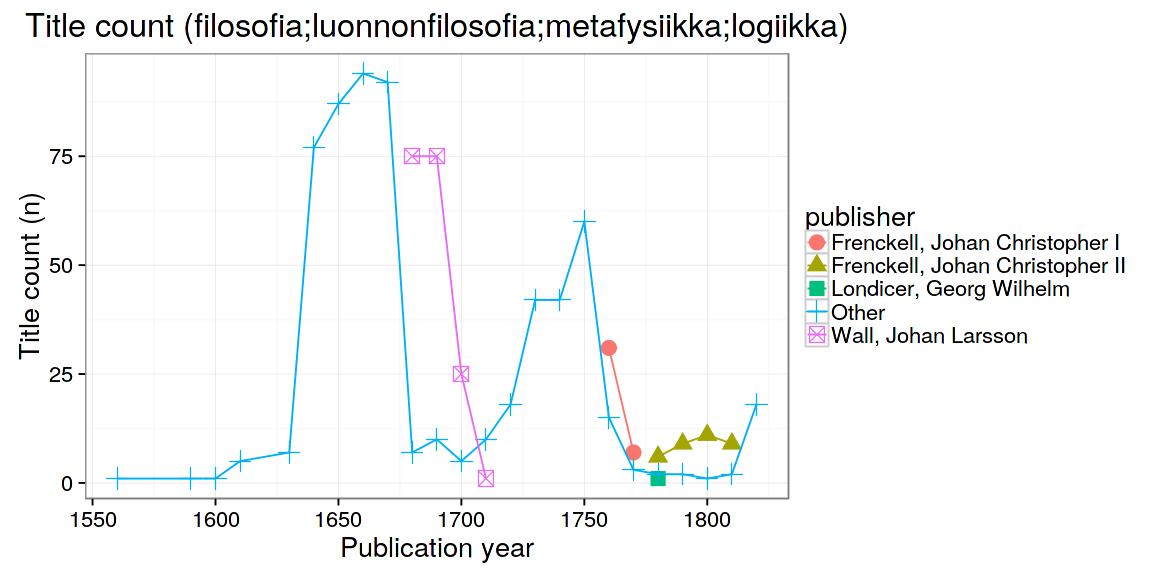 Title count (filosofia;luonnonfilosofia;metafysiikka;logiikka)
Title count (n)
75
50
25
0
1550 1600 1650 1700 1750 1800
Publication year
publisher
Frenckell, Johan Christopher I
Frenckell, Johan Christopher II
Londicer, Georg Wilhelm
Other
Wall, Johan Larsson